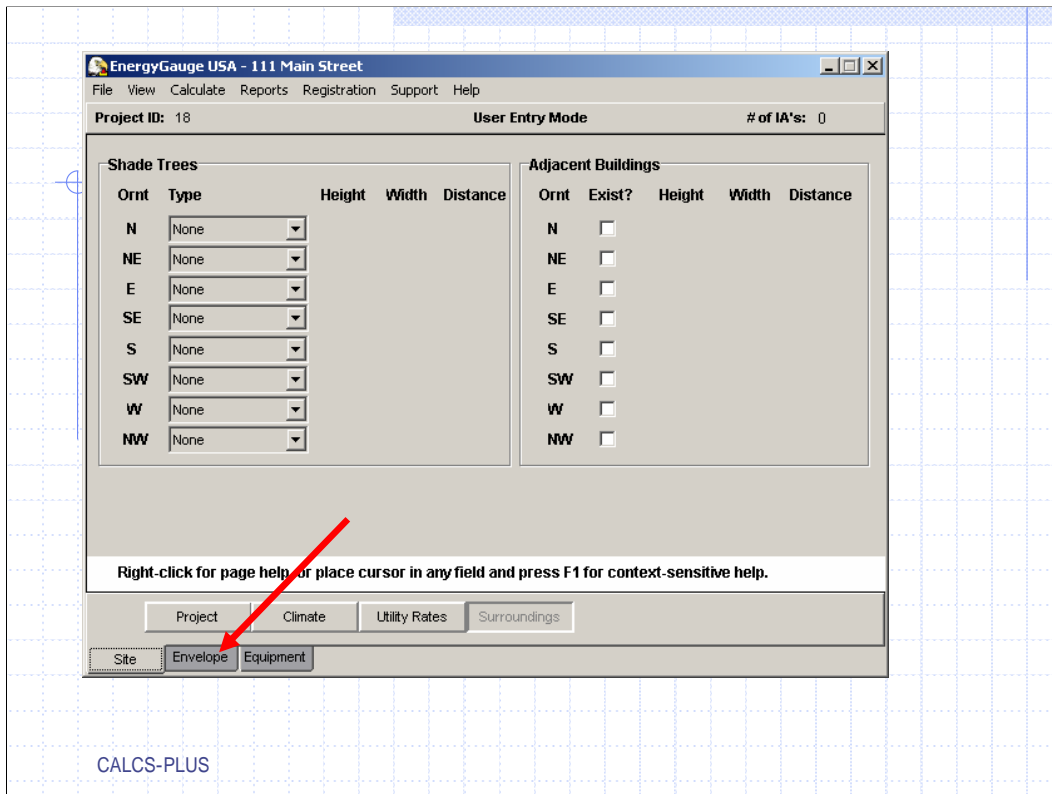 EnergyGauge USA - 111 Main Street
File View Calculate Reports Registration Support Help
Project ID: 18 User Entry Mode # of IA's: 0
Shade Trees
Ornt Type Height Width Distance
N None
NE None
E None
SE None
S None
SW None
W None
NW None
Adjacent Buildings
Ornt Exist? Height Width Distance
N
NE
E
SE
S
SW
W
NW
Right-click for page help, or place cursor in any field and press F1 for context-sensitive help.
Project Climate Utility Rates Surroundings
Site Envelope Equipment
CALCS-PLUS